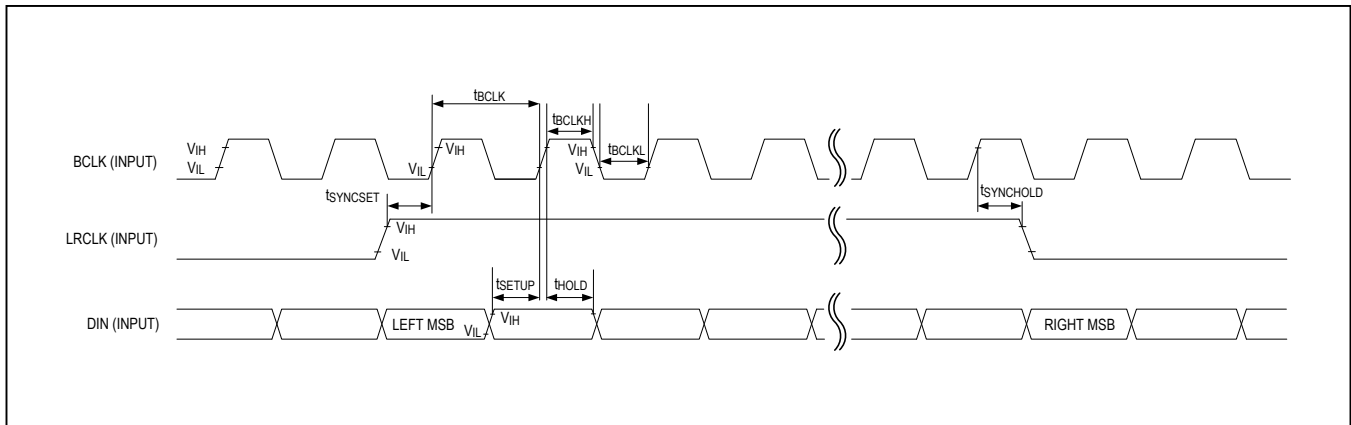 tBCLK
tBCLKH
tBCLKL
BCLK (INPUT)
VIH
VIL
VIH
VIL
VIH
VIL
tSYNCSET
tSYNCHOLD
LRCLK (INPUT)
VIH
VIL
tSETUP
tHOLD
DIN (INPUT)
LEFT MSB
VIH
VIL
RIGHT MSB